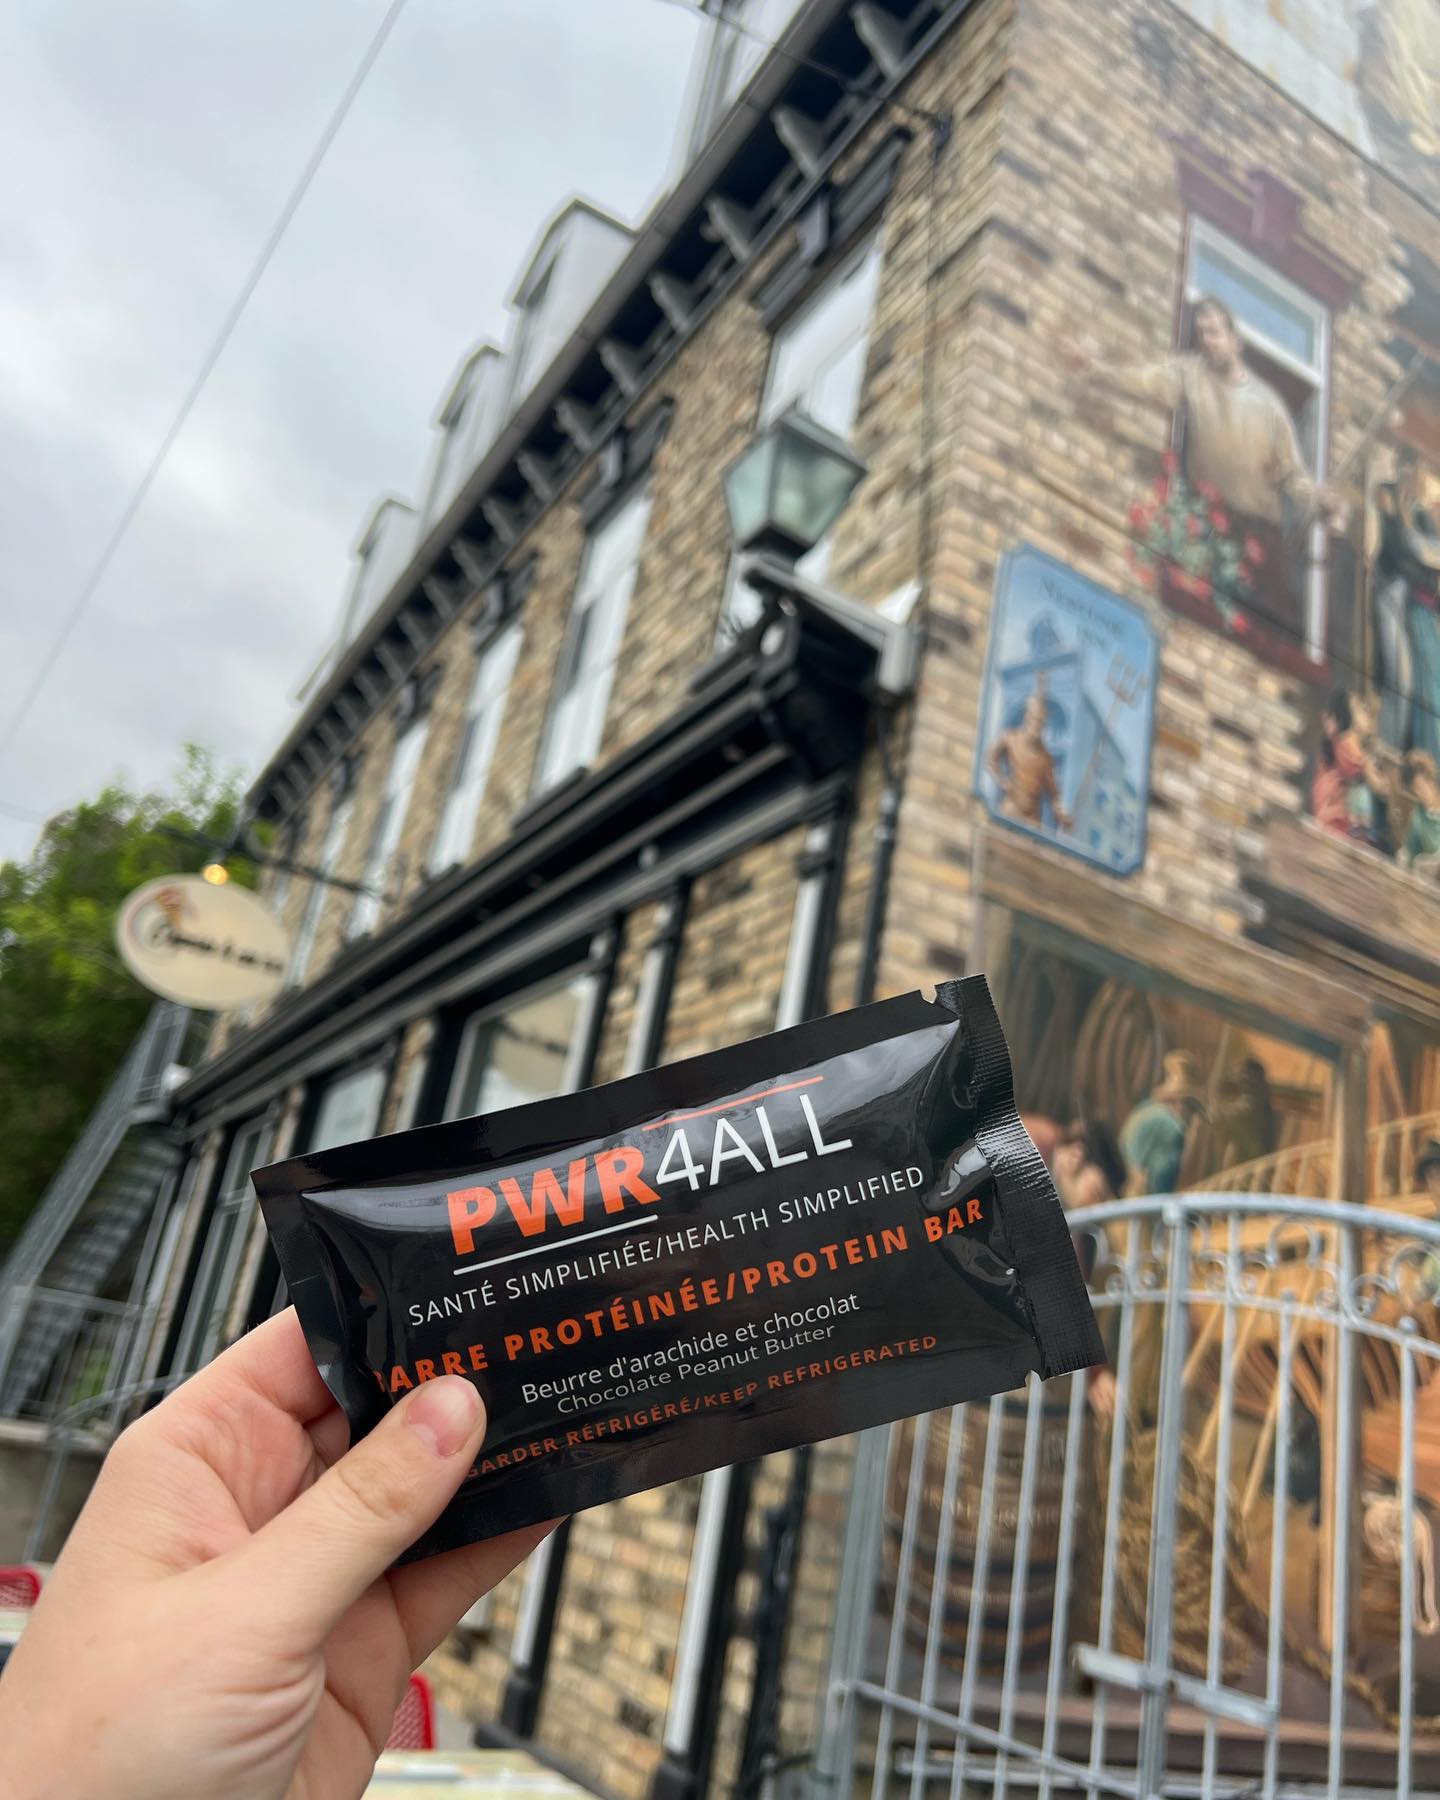 PWR4ALL
SANTÉ SIMPLIFIÉE/HEALTH SIMPLIFIED
BARRE PROTÉINÉE/PROTEIN BAR
Beurre d'arachide et chocolat
Chocolate Peanut Butter
GARDER RÉFRIGÉRÉ/KEEP REFRIGERATED